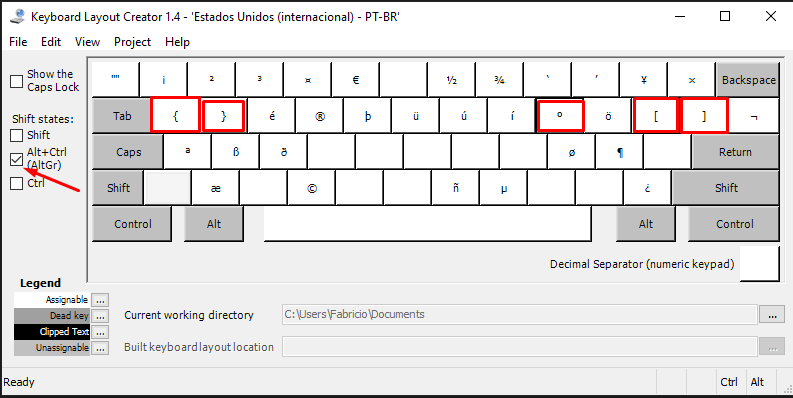 Keyboard Layout Creator 1.4 - 'Estados Unidos (internacional) - PT-BR'
File Edit View Project Help
Show the
Caps Lock
Shift states:
Shift
Alt+Ctrl
(AltGr)
Ctrl
"" ¡ ² ³ ¤ € ½ ¾ ‘ ’ ¥ × Backspace
Tab { } é ® þ ü ú í º ö [ ] ¬
Caps ª ß ð ø ¶ Return
Shift æ © ñ µ ¿ Shift
Control Alt Alt Control
Decimal Separator (numeric keypad)
Legend
Assignable ...
Dead key ...
Clipped Text ...
Unassignable ...
Current working directory C:\Users\Fabricio\Documents ...
Built keyboard layout location ...
Ready Ctrl Alt